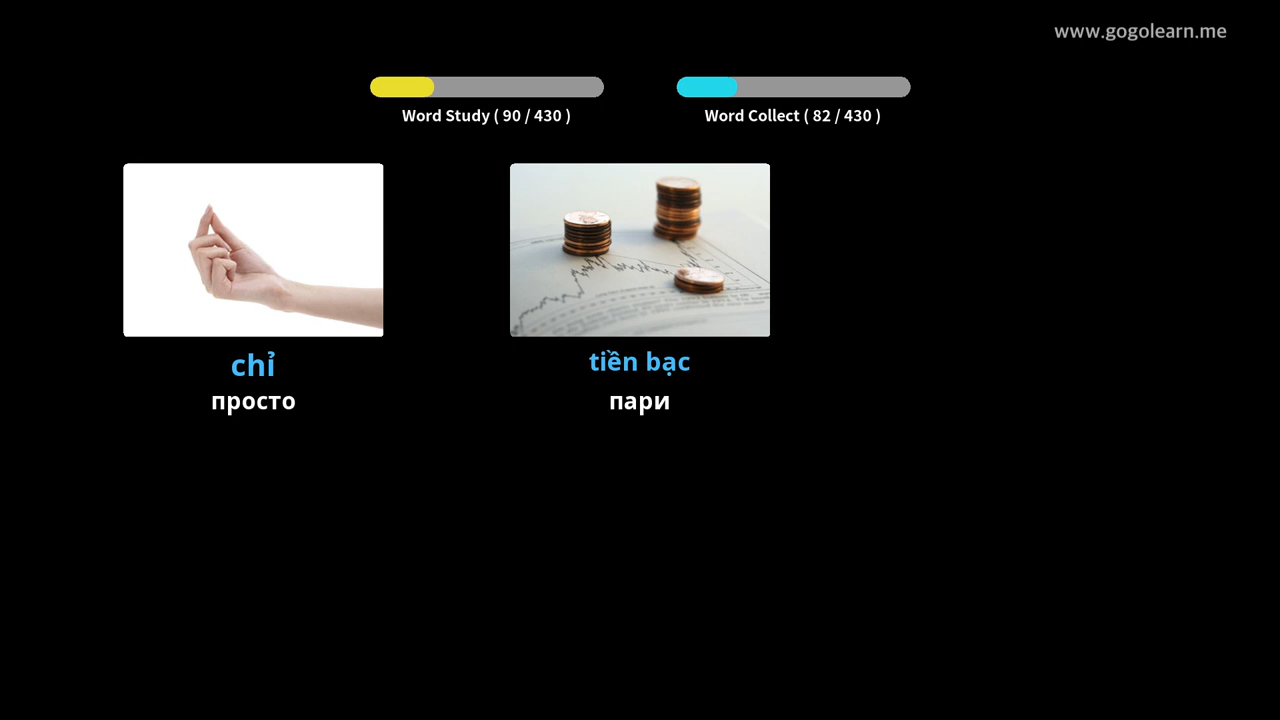 www.gogolearn.me
Word Study ( 90 / 430 )
Word Collect ( 82 / 430 )
chỉ
просто
tiền bạc
пари